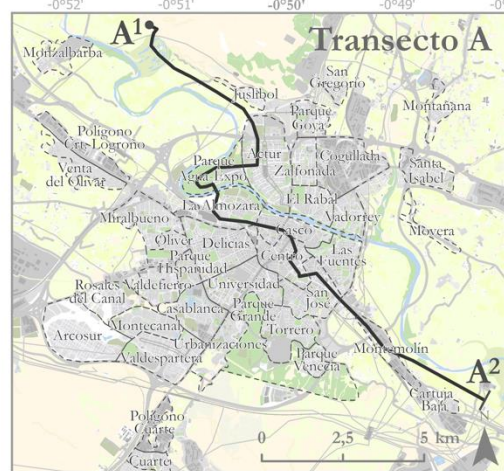 -0°52'
-0°51'
-0°50'
-0°
A¹
Transecto A
Monzalbarba
Juslibol
San
Gregorio
Parque
Goya
Montañana
Polígono
Crt-Logroño
Actur
Cogullada
Parque
Agua Expo
Zalfonada
Santa
Isabel
Venta
del Olivar
La Almozara
El Rabal
Vadorrey
Movera
Miralbueno
Casco
Oliver
Delicias
Centro
Las
Fuentes
Parque
Hispanidad
Rosales
del Canal
Valdefierro
Universidad
San
José
Casablanca
Parque
Grande
Montecanal
Torrero
Montemolín
Arcosur
Urbanizaciones
Valdespartera
Parque
Venecia
A²
Cartuja
Baja
Polígono
Cuarte
Cuarte
0
2,5
5 km